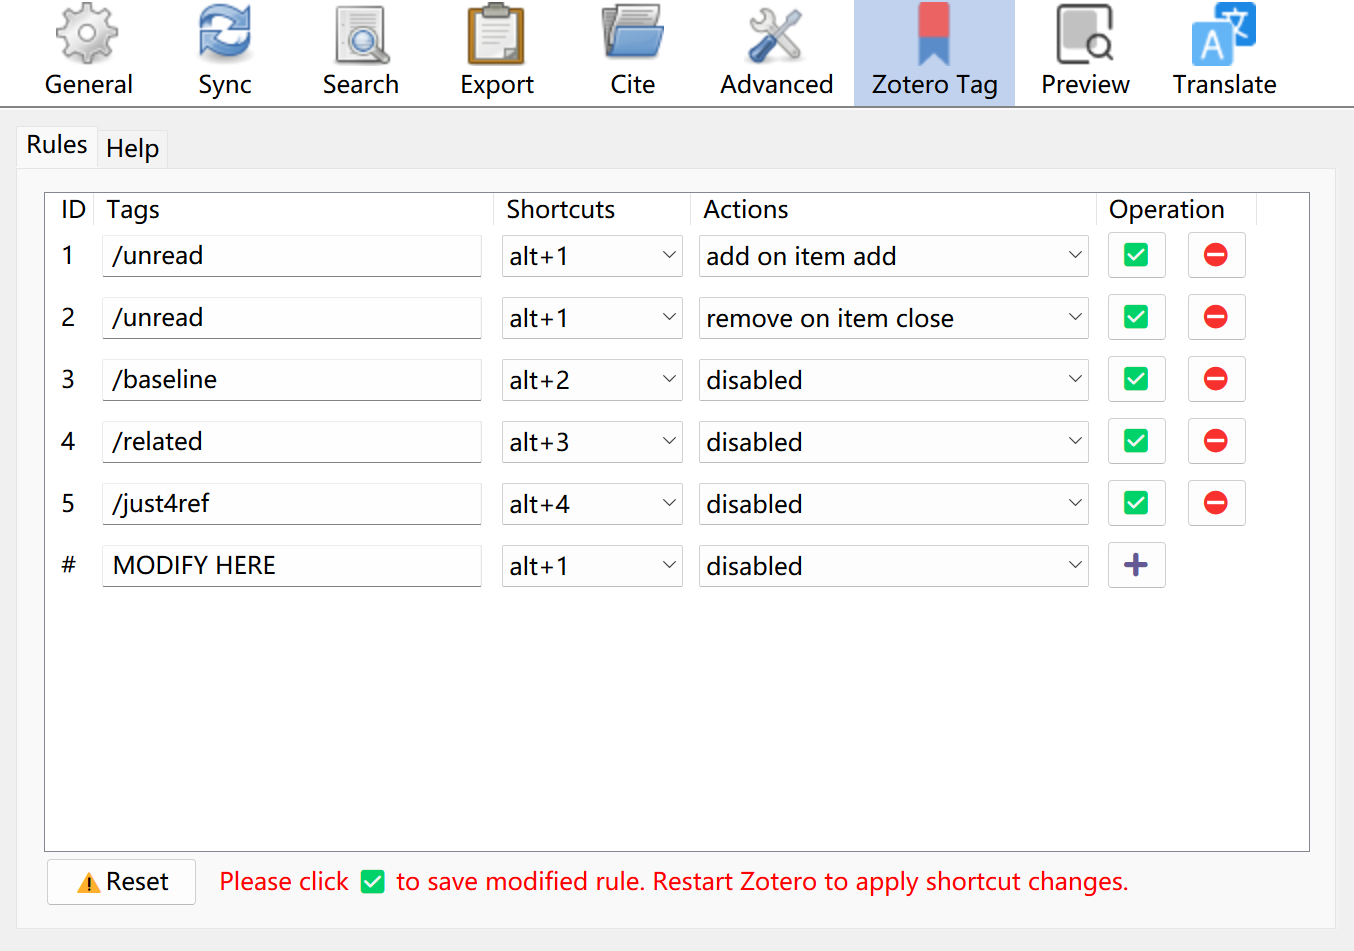 General Sync Search Export Cite Advanced Zotero Tag Preview Translate
Rules Help
ID Tags Shortcuts Actions Operation
1 /unread alt+1 add on item add
2 /unread alt+1 remove on item close
3 /baseline alt+2 disabled
4 /related alt+3 disabled
5 /just4ref alt+4 disabled
# MODIFY HERE alt+1 disabled
Reset Please click ✅ to save modified rule. Restart Zotero to apply shortcut changes.